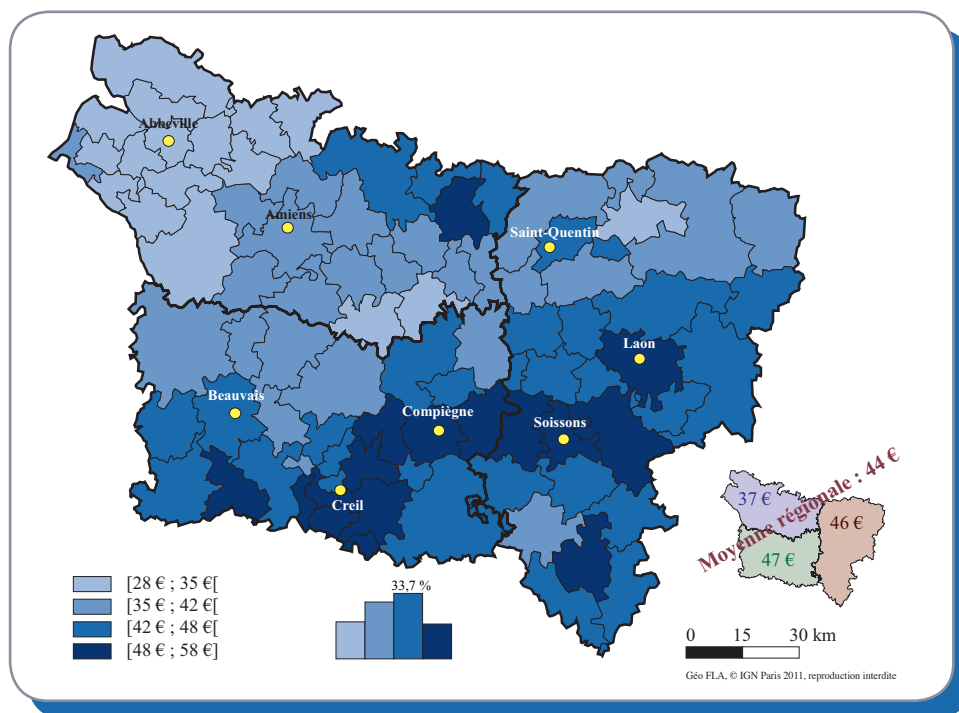 Abbeville
Amiens
Saint-Quentin
Laon
Beauvais
Compiègne
Soissons
Creil
[28 € ; 35 €[
[35 € ; 42 €[
[42 € ; 48 €[
[48 € ; 58 €]
33,7 %
Moyenne régionale : 44 €
37 €
46 €
47 €
0 15 30 km
Géo FLA, © IGN Paris 2011, reproduction interdite